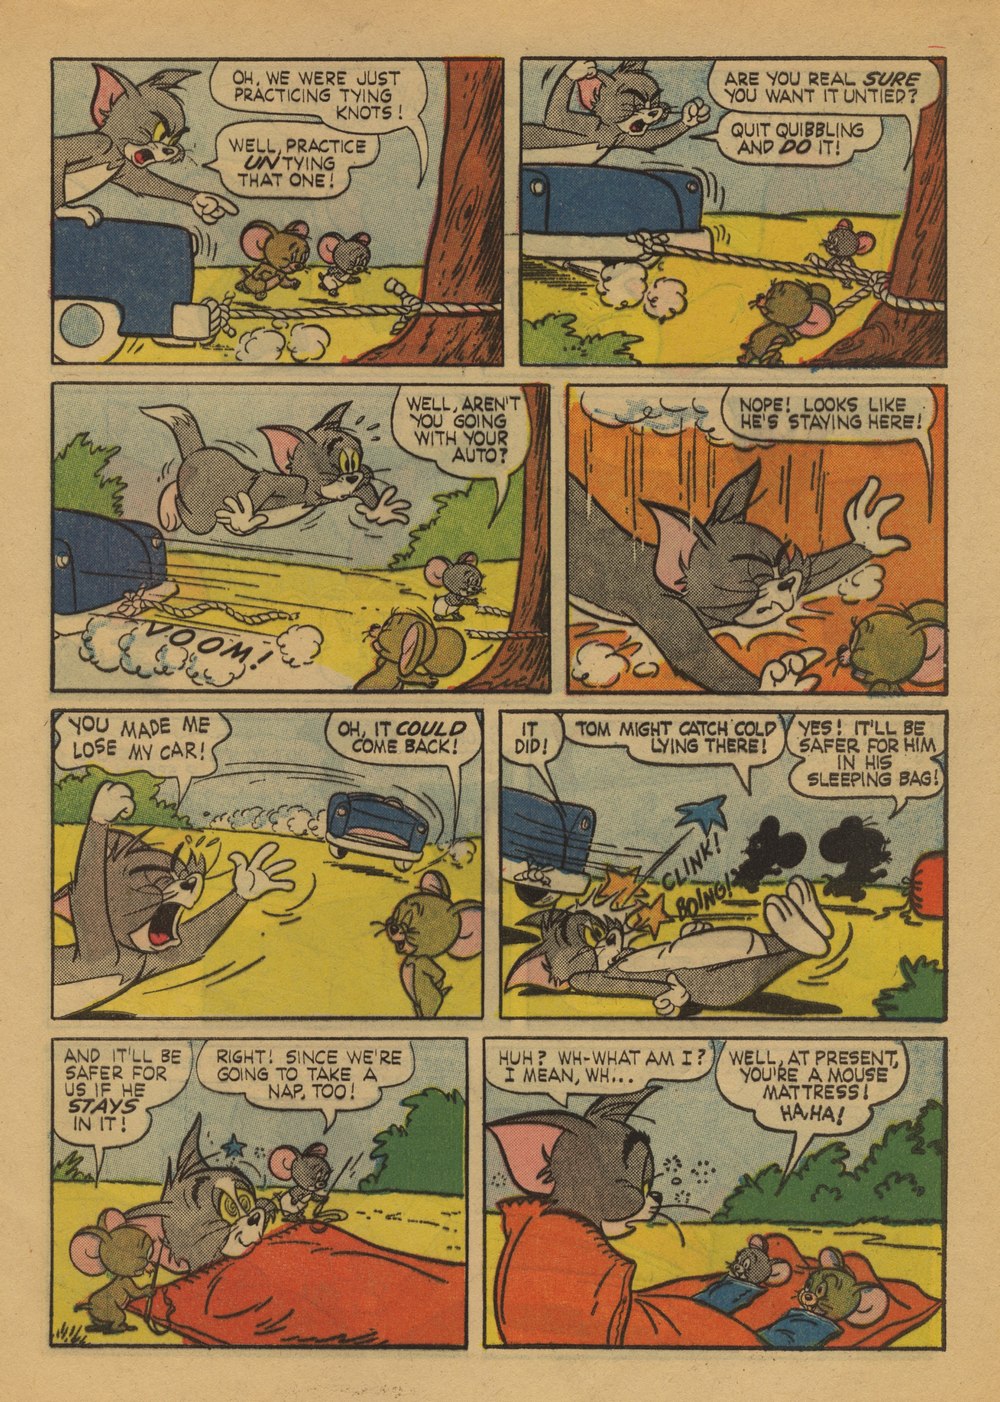 OH, WE WERE JUST
PRACTICING TYING
KNOTS!
WELL, PRACTICE
UNTYING
THAT ONE!
ARE YOU REAL SURE
YOU WANT IT UNTIED?
QUIT QUIBBLING
AND DO IT!
WELL, AREN'T
YOU GOING
WITH YOUR
AUTO?
VOOM!
NOPE! LOOKS LIKE
HE'S STAYING HERE!
YOU MADE ME
LOSE MY CAR!
OH, IT COULD
COME BACK!
IT
DID!
TOM MIGHT CATCH COLD
LYING THERE!
YES! IT'LL BE
SAFER FOR HIM
IN HIS
SLEEPING BAG!
CLINK!
BOING!
AND IT'LL BE
SAFER FOR
US IF HE
STAYS
IN IT!
RIGHT! SINCE WE'RE
GOING TO TAKE A
NAP, TOO!
HUH? WH-WHAT AM I?
I MEAN, WH...
WELL, AT PRESENT,
YOU'RE A MOUSE
MATTRESS!
HA, HA!